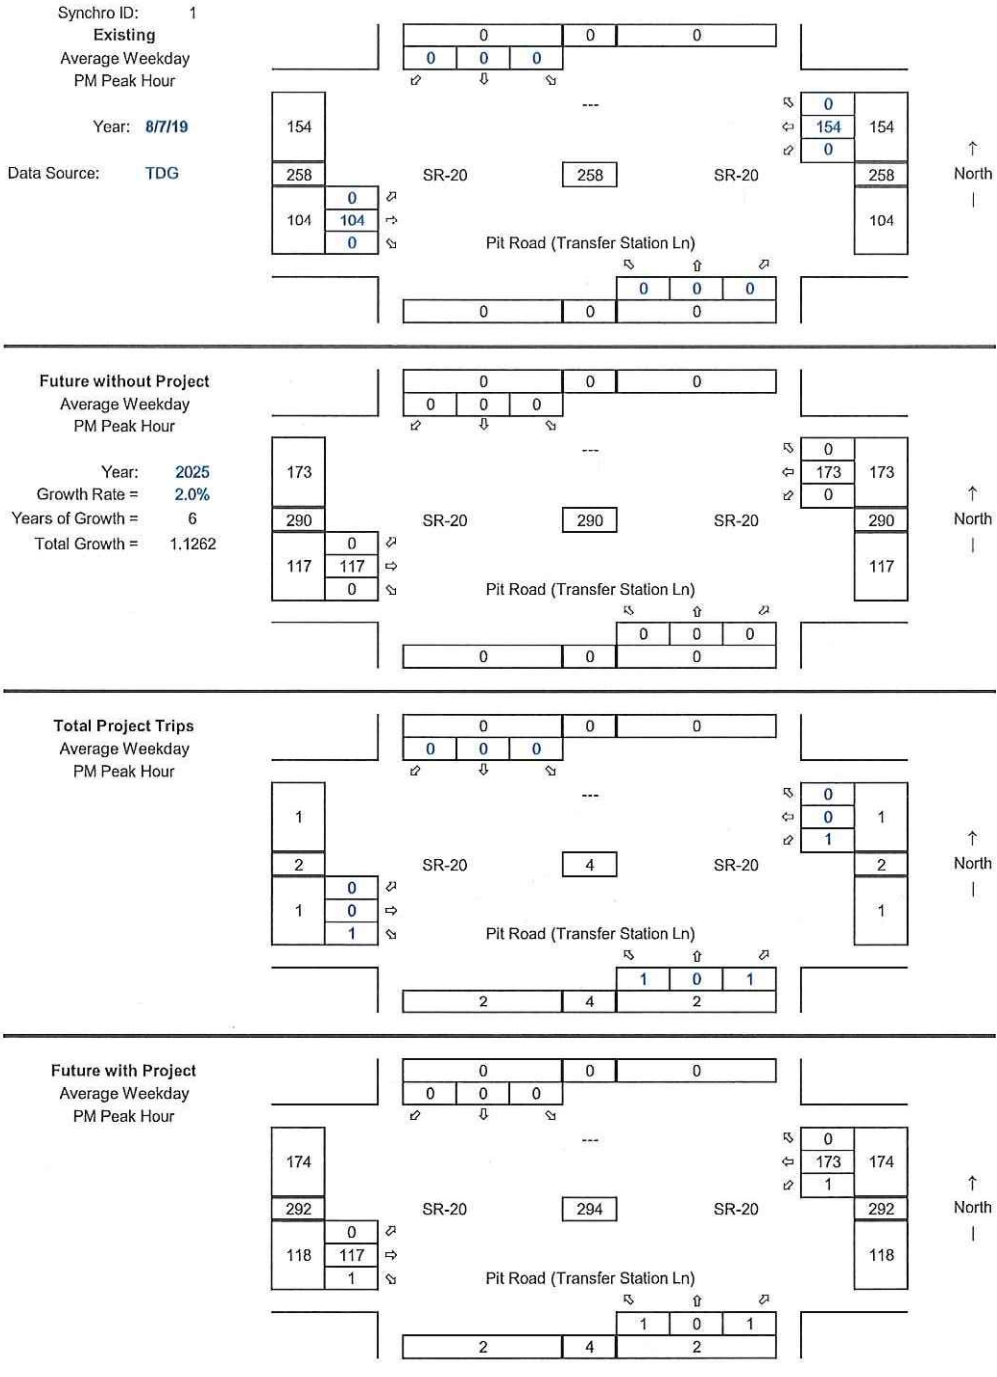 Synchro ID: 1
Existing
Average Weekday
PM Peak Hour
Year: 8/7/19
Data Source: TDG
0 0 0
0 0 0
---
0
154 154 154
0
258 SR-20 258 SR-20 258
0
104 104 104
0
Pit Road (Transfer Station Ln)
0 0 0
0 0 0
↑
North
|
Future without Project
Average Weekday
PM Peak Hour
Year: 2025
Growth Rate = 2.0%
Years of Growth = 6
Total Growth = 1.1262
0 0 0
0 0 0
---
0
173 173 173
0
290 SR-20 290 SR-20 290
0
117 117 117
0
Pit Road (Transfer Station Ln)
0 0 0
0 0 0
↑
North
|
Total Project Trips
Average Weekday
PM Peak Hour
0 0 0
0 0 0
---
0
1 0 1
1
2 SR-20 4 SR-20 2
0
1 0 1
1
Pit Road (Transfer Station Ln)
1 0 1
2 4 2
↑
North
|
Future with Project
Average Weekday
PM Peak Hour
0 0 0
0 0 0
---
0
174 173 174
1
292 SR-20 294 SR-20 292
0
118 117 118
1
Pit Road (Transfer Station Ln)
1 0 1
2 4 2
↑
North
|